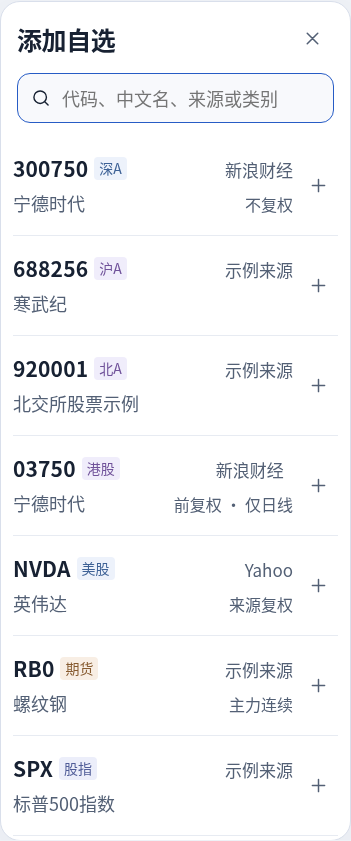 添加自选
代码、中文名、来源或类别
300750 深A 新浪财经
宁德时代 不复权
688256 沪A 示例来源
寒武纪
920001 北A 示例来源
北交所股票示例
03750 港股 新浪财经
宁德时代 前复权 · 仅日线
NVDA 美股 Yahoo
英伟达 来源复权
RB0 期货 示例来源
螺纹钢 主力连续
SPX 股指 示例来源
标普500指数